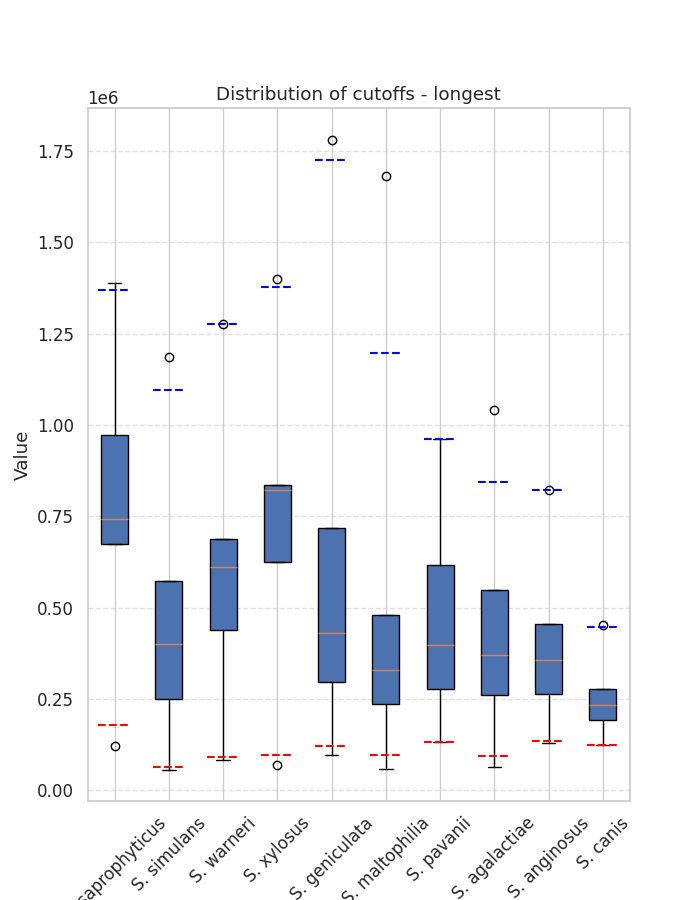 Distribution of cutoffs - longest
1e6
1.75
1.50
1.25
1.00
0.75
0.50
0.25
0.00
Value
saprophyticus
S. simulans
S. warneri
S. xylosus
S. geniculata
S. maltophilia
S. pavanii
S. agalactiae
S. anginosus
S. canis